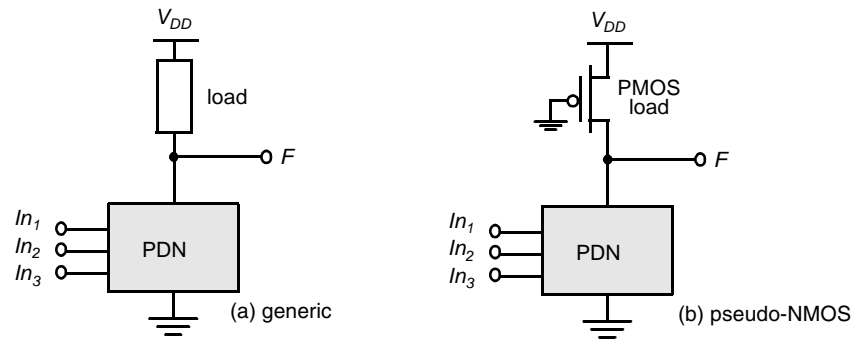 V_DD
load
F
In_1
In_2
In_3
PDN
(a) generic
V_DD
PMOS
load
F
In_1
In_2
In_3
PDN
(b) pseudo-NMOS